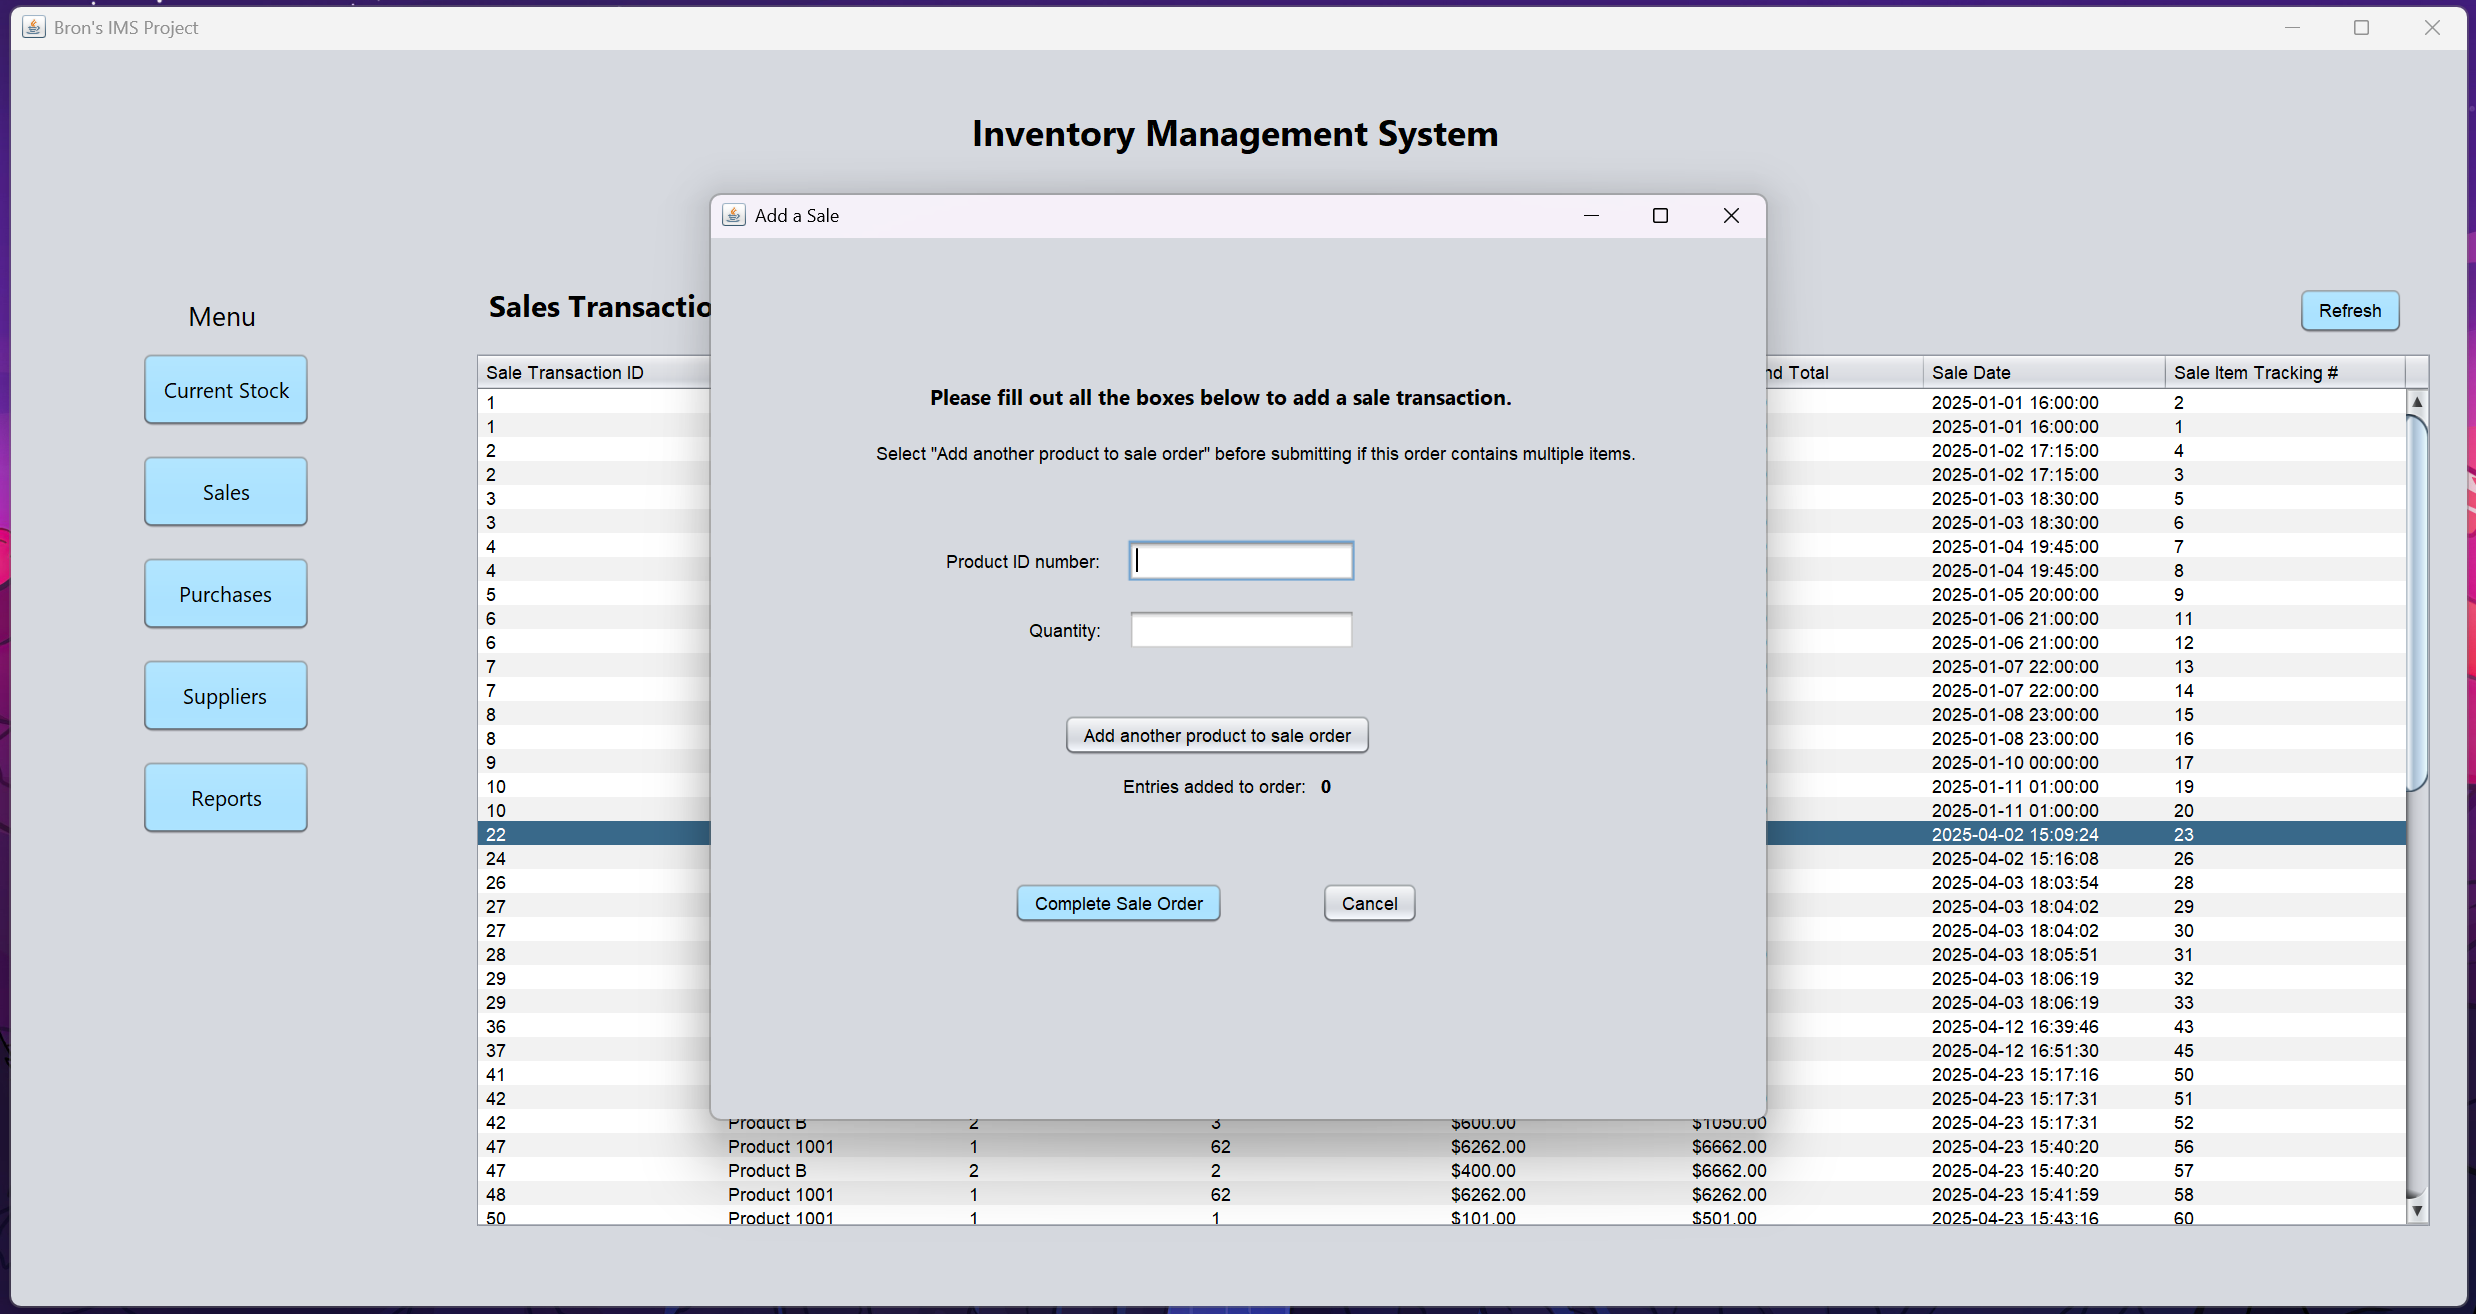 Bron's IMS Project
Inventory Management System
Add a Sale
Menu
Sales Transactio
Refresh
Current Stock
Sales
Purchases
Suppliers
Reports
Please fill out all the boxes below to add a sale transaction.
Select "Add another product to sale order" before submitting if this order contains multiple items.
Product ID number:
Quantity:
Add another product to sale order
Entries added to order: 0
Complete Sale Order Cancel
Sale Transaction ID nd Total Sale Date Sale Item Tracking #
1 2025-01-01 16:00:00 2
1 2025-01-01 16:00:00 1
2 2025-01-02 17:15:00 4
2 2025-01-02 17:15:00 3
3 2025-01-03 18:30:00 5
3 2025-01-03 18:30:00 6
4 2025-01-04 19:45:00 7
4 2025-01-04 19:45:00 8
5 2025-01-05 20:00:00 9
6 2025-01-06 21:00:00 11
6 2025-01-06 21:00:00 12
7 2025-01-07 22:00:00 13
7 2025-01-07 22:00:00 14
8 2025-01-08 23:00:00 15
8 2025-01-08 23:00:00 16
9 2025-01-10 00:00:00 17
10 2025-01-11 01:00:00 19
10 2025-01-11 01:00:00 20
22 2025-04-02 15:09:24 23
24 2025-04-02 15:16:08 26
26 2025-04-03 18:03:54 28
27 2025-04-03 18:04:02 29
27 2025-04-03 18:04:02 30
28 2025-04-03 18:05:51 31
29 2025-04-03 18:06:19 32
29 2025-04-03 18:06:19 33
36 2025-04-12 16:39:46 43
37 2025-04-12 16:51:30 45
41 2025-04-23 15:17:16 50
42 2025-04-23 15:17:31 51
42 Product B 2 3 $600.00 $1050.00 2025-04-23 15:17:31 52
47 Product 1001 1 62 $6262.00 $6662.00 2025-04-23 15:40:20 56
47 Product B 2 2 $400.00 $6662.00 2025-04-23 15:40:20 57
48 Product 1001 1 62 $6262.00 $6262.00 2025-04-23 15:41:59 58
50 Product 1001 1 1 $101.00 $501.00 2025-04-23 15:43:16 60